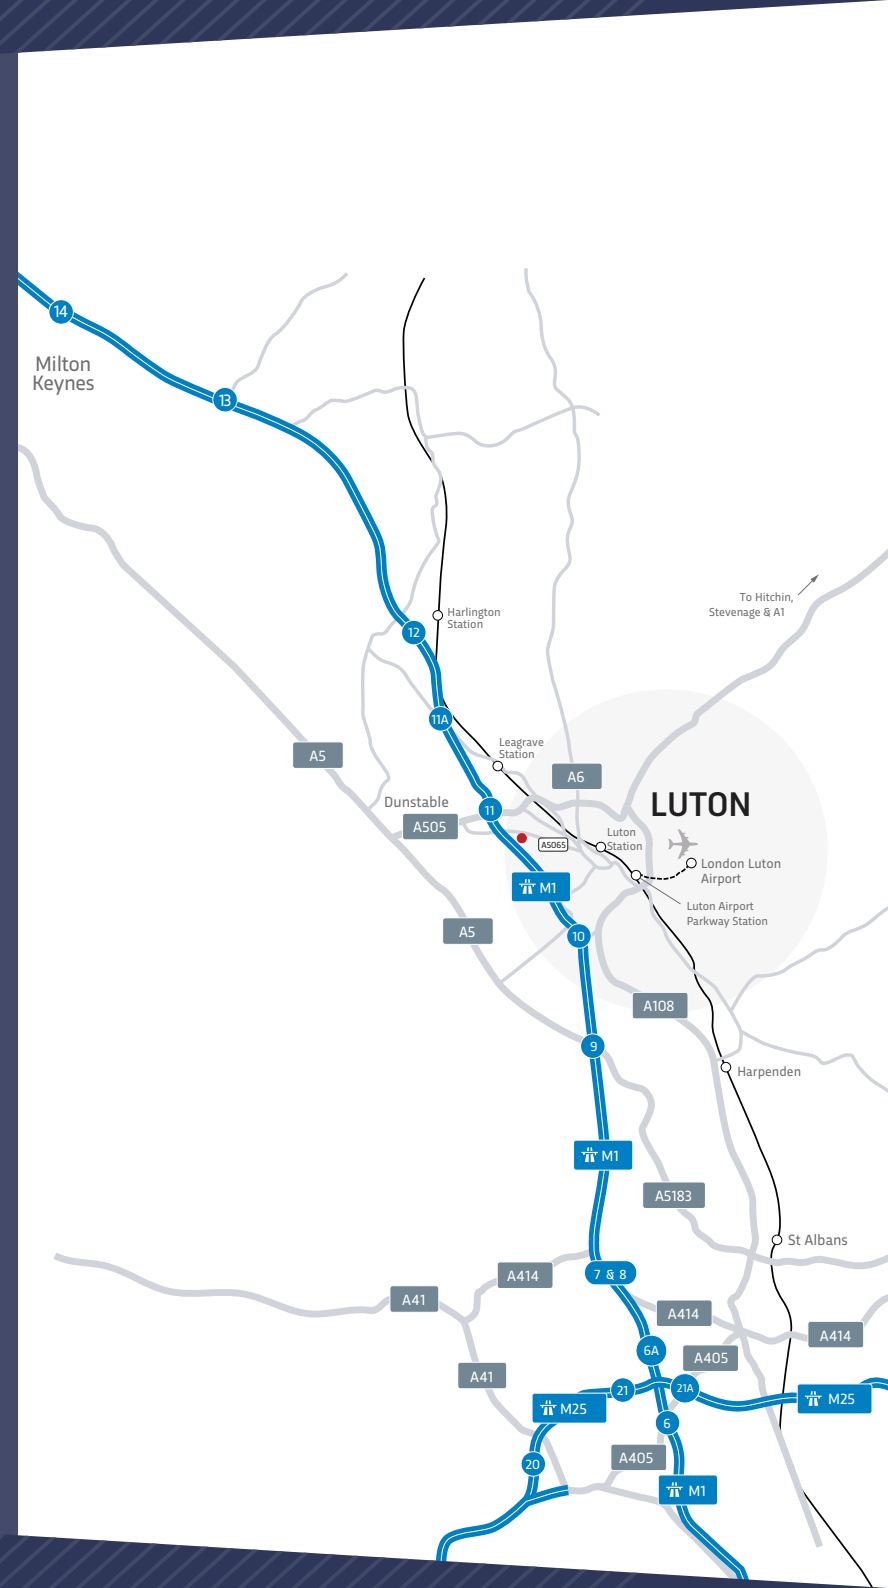 14
Milton
Keynes
13
To Hitchin,
Stevenage & A1
Harlington
Station
12
11A
Leagrave
Station
A5
A6
Dunstable
11
LUTON
A505
Luton
Station
A5065
London Luton
Airport
M1
Luton Airport
Parkway Station
A5
10
A108
9
Harpenden
M1
A5183
St Albans
7 & 8
A414
A41
A414
A414
6A
A405
A41
21
21A
M25
M25
6
A405
20
M1